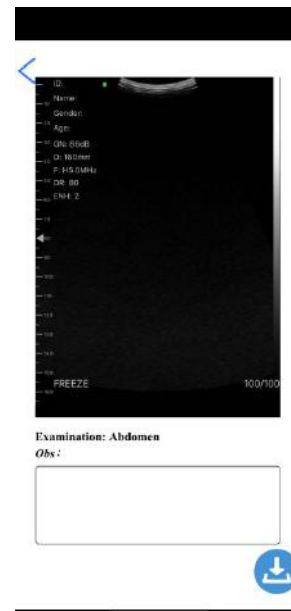 ID:
Name:
Gender:
Age:
GN: 66dB
D: 160mm
F: H5.0MHz
DR: 80
ENH: 2
FREEZE
100/100
Examination: Abdomen
Obs :